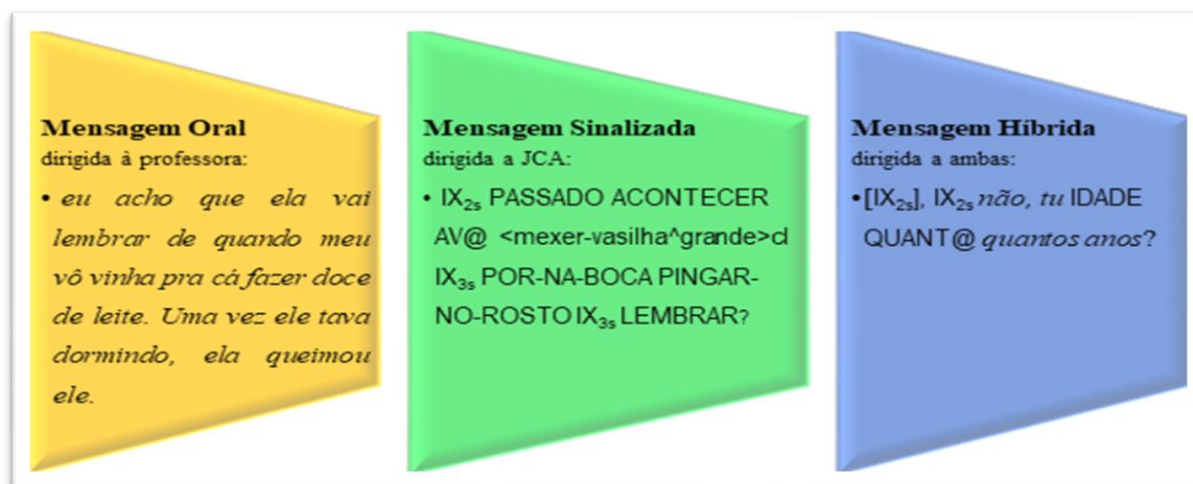 Mensagem Oral
dirigida à professora:
• eu acho que ela vai
lembrar de quando meu
vô vinha pra cá fazer doce
de leite. Uma vez ele tava
dormindo, ela queimou
ele.
Mensagem Sinalizada
dirigida a JCA:
• IX2s PASSADO ACONTECER
AV@ <mexer-vasilha^grande>cl
IX3s POR-NA-BOCA PINGAR-
NO-ROSTO IX3s LEMBRAR?
Mensagem Híbrida
dirigida a ambas:
• [IX2s], IX2s não, tu IDADE
QUANT@ quantos anos?